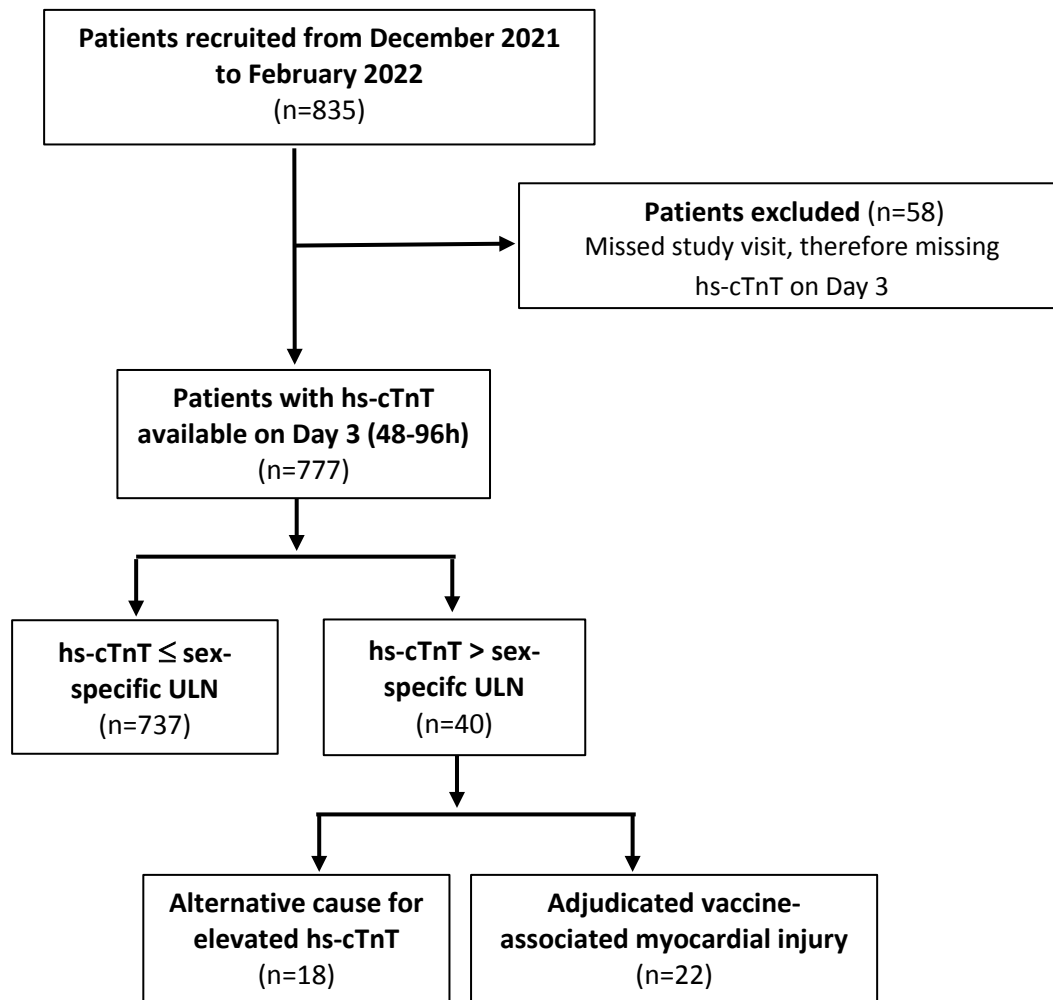 Patients recruited from December 2021
to February 2022
(n=835)
Patients excluded (n=58)
Missed study visit, therefore missing
hs-cTnT on Day 3
Patients with hs-cTnT
available on Day 3 (48-96h)
(n=777)
hs-cTnT ≤ sex-
specific ULN
(n=737)
hs-cTnT > sex-
specifc ULN
(n=40)
Alternative cause for
elevated hs-cTnT
(n=18)
Adjudicated vaccine-
associated myocardial injury
(n=22)